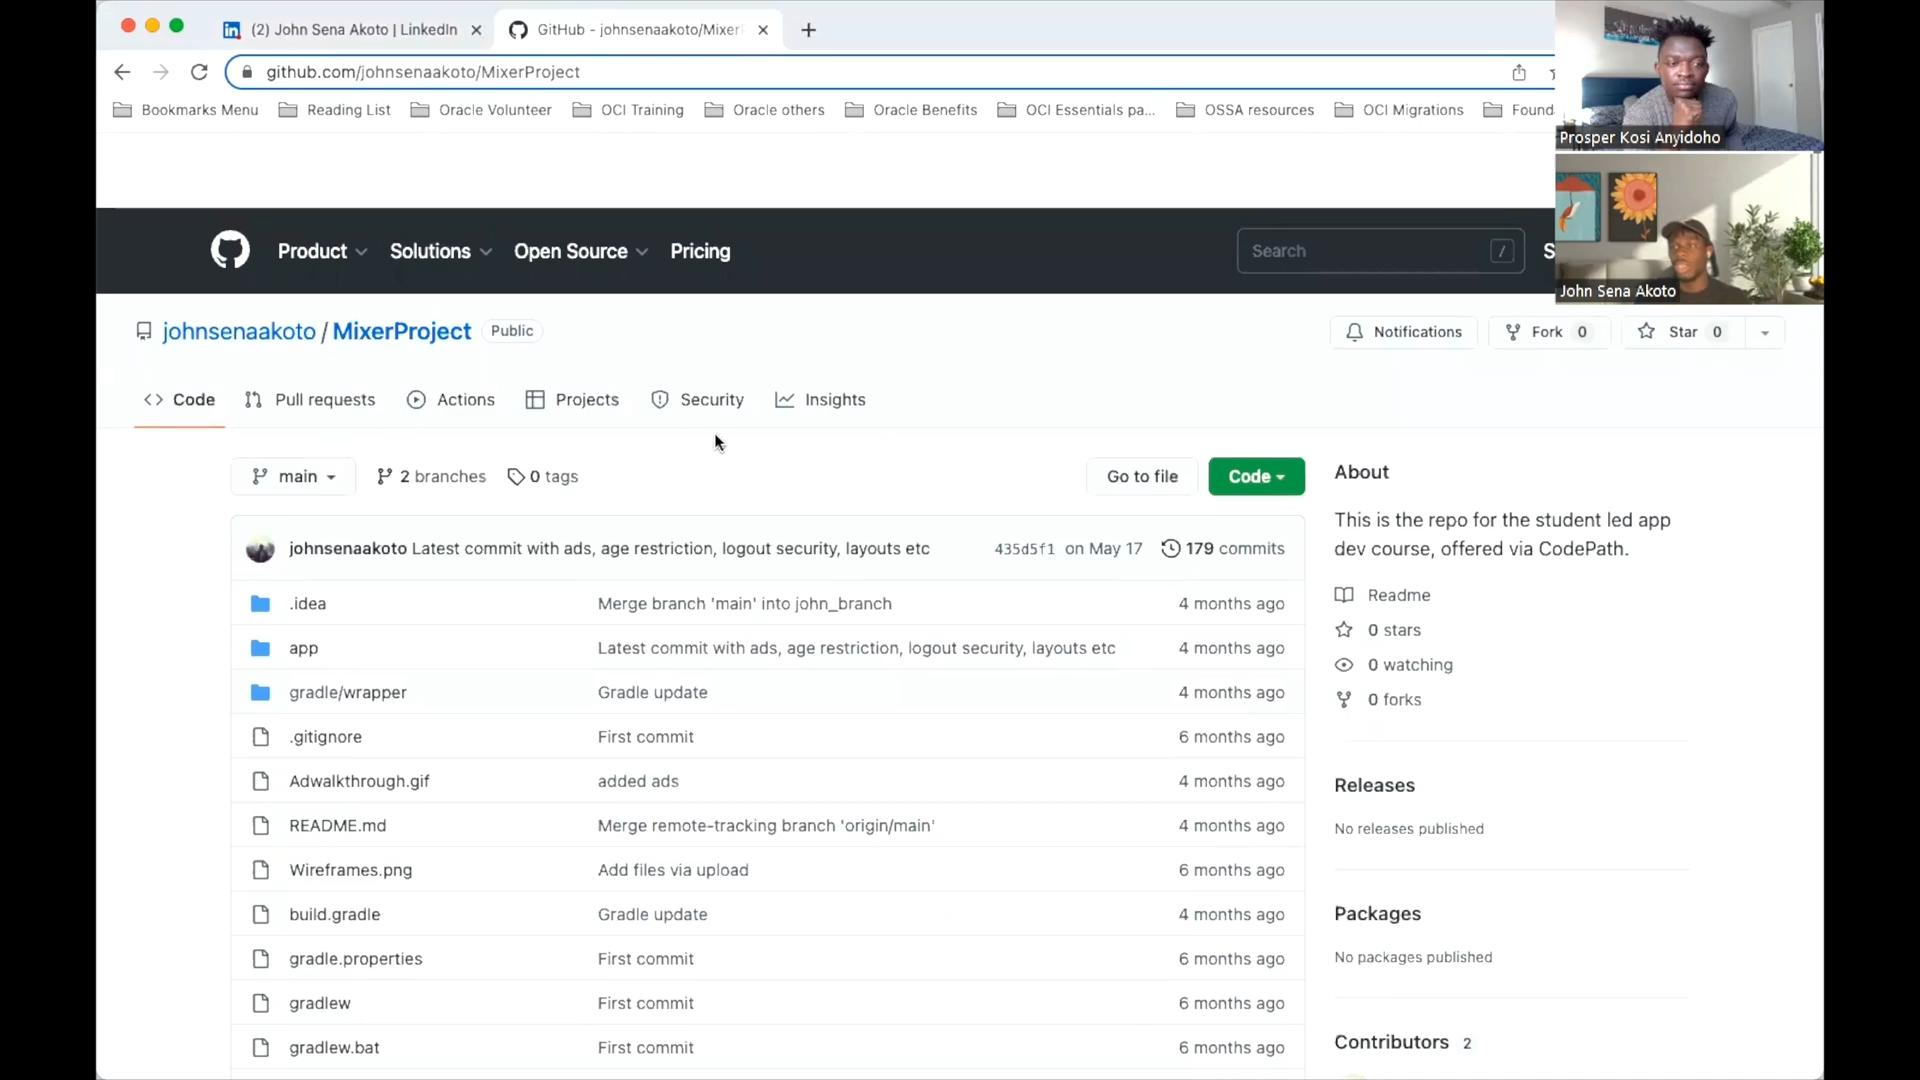 (2) John Sena Akoto | LinkedIn
GitHub - johnsenaakoto/Mixer
github.com/johnsenaakoto/MixerProject
Bookmarks Menu Reading List Oracle Volunteer OCI Training Oracle others Oracle Benefits OCI Essentials pa... OSSA resources OCI Migrations Found
Prosper Kosi Anyidoho
John Sena Akoto
Product Solutions Open Source Pricing Search / S
johnsenaakoto / MixerProject Public
Notifications Fork 0 Star 0
Code Pull requests Actions Projects Security Insights
main 2 branches 0 tags Go to file Code
johnsenaakoto Latest commit with ads, age restriction, logout security, layouts etc 435d5f1 on May 17 179 commits
.idea Merge branch 'main' into john_branch 4 months ago
app Latest commit with ads, age restriction, logout security, layouts etc 4 months ago
gradle/wrapper Gradle update 4 months ago
.gitignore First commit 6 months ago
Adwalkthrough.gif added ads 4 months ago
README.md Merge remote-tracking branch 'origin/main' 4 months ago
Wireframes.png Add files via upload 6 months ago
build.gradle Gradle update 4 months ago
gradle.properties First commit 6 months ago
gradlew First commit 6 months ago
gradlew.bat First commit 6 months ago
About
This is the repo for the student led app
dev course, offered via CodePath.
Readme
0 stars
0 watching
0 forks
Releases
No releases published
Packages
No packages published
Contributors 2